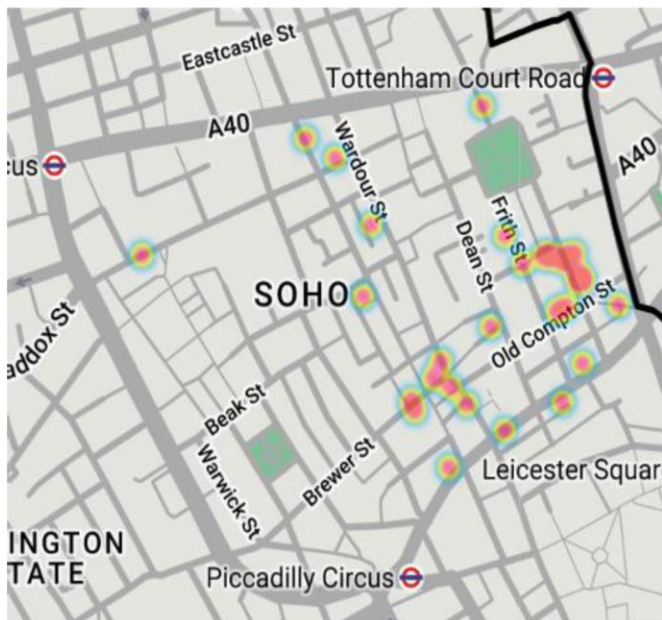 Eastcastle St
Tottenham Court Road
A40
Wardour St
A40
cus
Frith St
Dean St
SOHO
addox St
Old Compton St
Beak St
Warwick St
Brewer St
Leicester Squar
INGTON
TATE
Piccadilly Circus